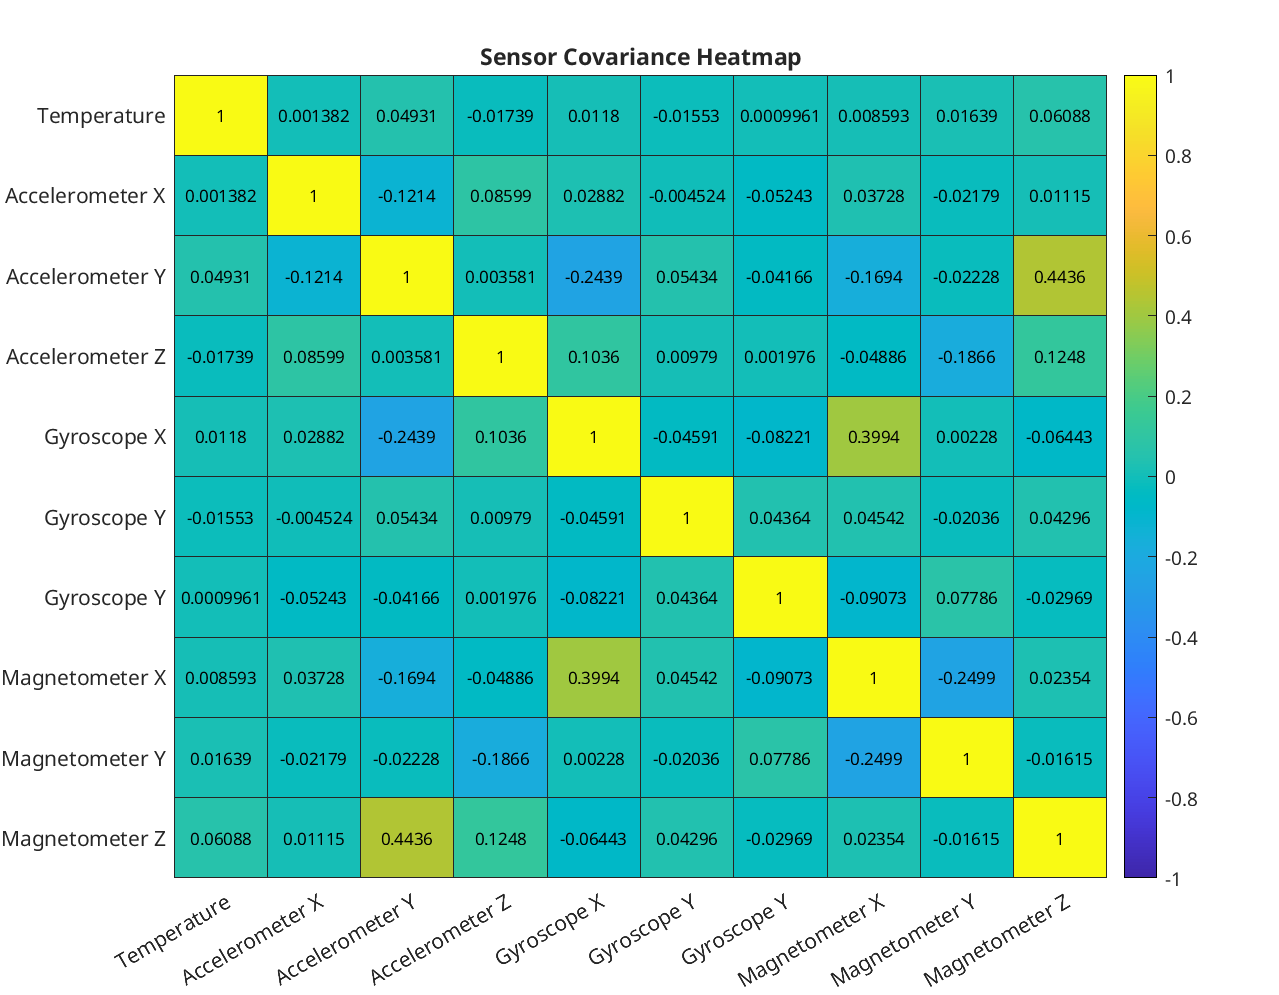 Sensor Covariance Heatmap
Temperature 1 0.001382 0.04931 -0.01739 0.0118 -0.01553 0.0009961 0.008593 0.01639 0.06088
Accelerometer X 0.001382 1 -0.1214 0.08599 0.02882 -0.004524 -0.05243 0.03728 -0.02179 0.01115
Accelerometer Y 0.04931 -0.1214 1 0.003581 -0.2439 0.05434 -0.04166 -0.1694 -0.02228 0.4436
Accelerometer Z -0.01739 0.08599 0.003581 1 0.1036 0.00979 0.001976 -0.04886 -0.1866 0.1248
Gyroscope X 0.0118 0.02882 -0.2439 0.1036 1 -0.04591 -0.08221 0.3994 0.00228 -0.06443
Gyroscope Y -0.01553 -0.004524 0.05434 0.00979 -0.04591 1 0.04364 0.04542 -0.02036 0.04296
Gyroscope Y 0.0009961 -0.05243 -0.04166 0.001976 -0.08221 0.04364 1 -0.09073 0.07786 -0.02969
Magnetometer X 0.008593 0.03728 -0.1694 -0.04886 0.3994 0.04542 -0.09073 1 -0.2499 0.02354
Magnetometer Y 0.01639 -0.02179 -0.02228 -0.1866 0.00228 -0.02036 0.07786 -0.2499 1 -0.01615
Magnetometer Z 0.06088 0.01115 0.4436 0.1248 -0.06443 0.04296 -0.02969 0.02354 -0.01615 1
Temperature
Accelerometer X
Accelerometer Y
Accelerometer Z
Gyroscope X
Gyroscope Y
Gyroscope Y
Magnetometer X
Magnetometer Y
Magnetometer Z
1
0.8
0.6
0.4
0.2
0
-0.2
-0.4
-0.6
-0.8
-1